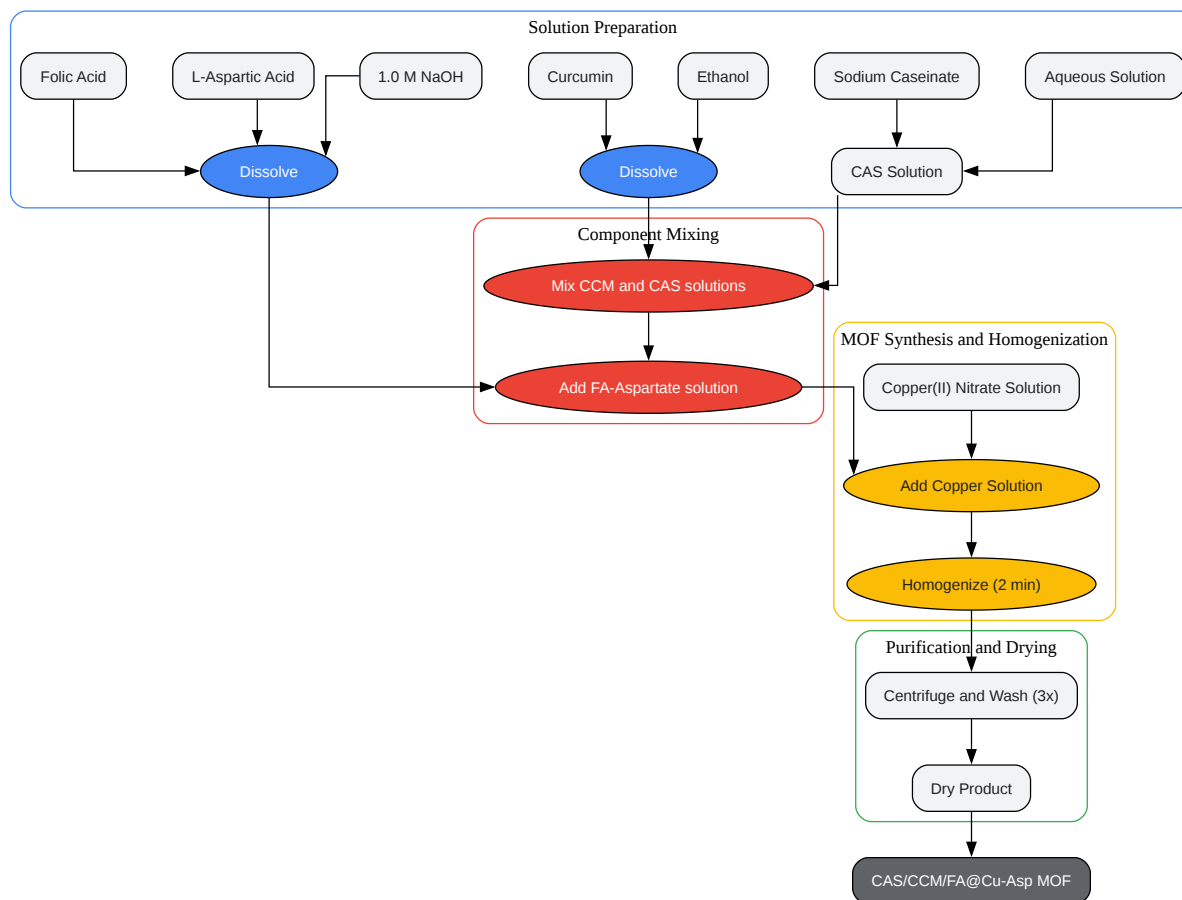 Solution Preparation
Folic Acid
L-Aspartic Acid
1.0 M NaOH
Curcumin
Ethanol
Sodium Caseinate
Aqueous Solution
Dissolve
Dissolve
CAS Solution
Component Mixing
Mix CCM and CAS solutions
MOF Synthesis and Homogenization
Add FA-Aspartate solution
Copper(II) Nitrate Solution
Add Copper Solution
Homogenize (2 min)
Purification and Drying
Centrifuge and Wash (3x)
Dry Product
CAS/CCM/FA@Cu-Asp MOF